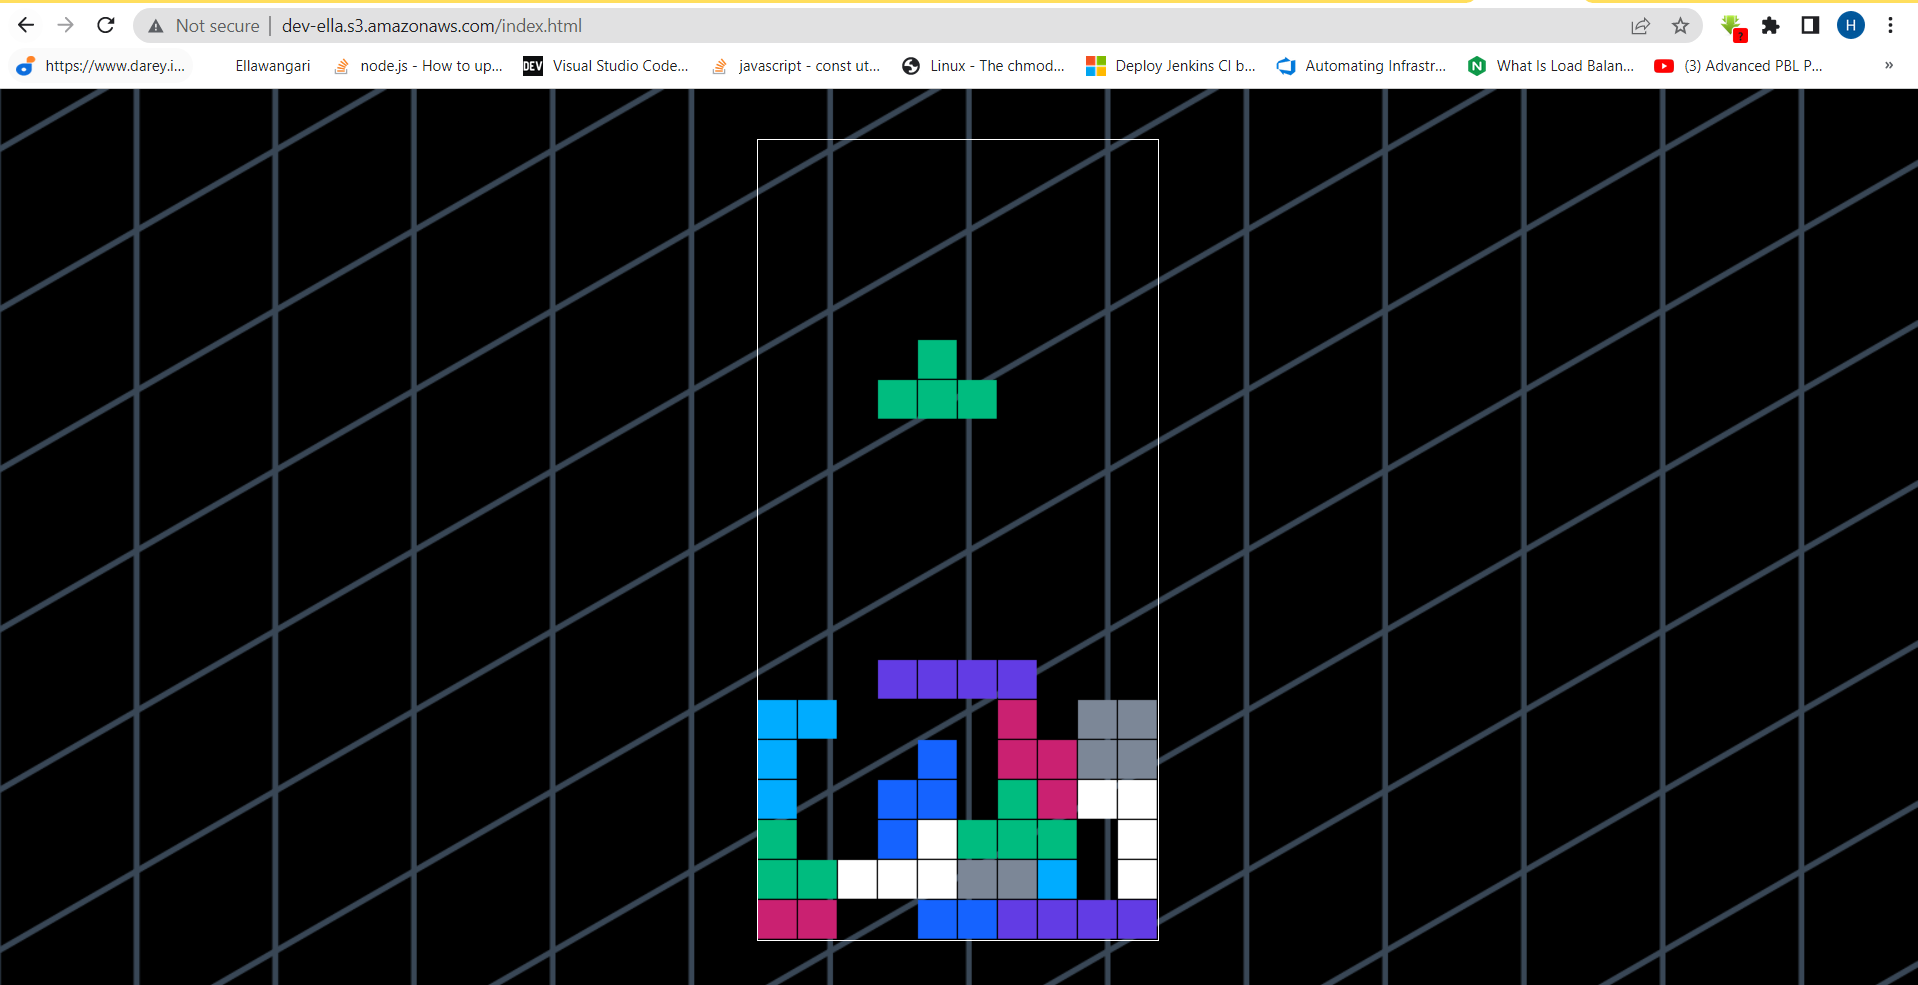 Not secure | dev-ella.s3.amazonaws.com/index.html
?
H
https://www.darey.i... Ellawangari node.js - How to up... DEV Visual Studio Code... javascript - const ut... Linux - The chmod... Deploy Jenkins CI b... Automating Infrastr... N What Is Load Balan... (3) Advanced PBL P... »